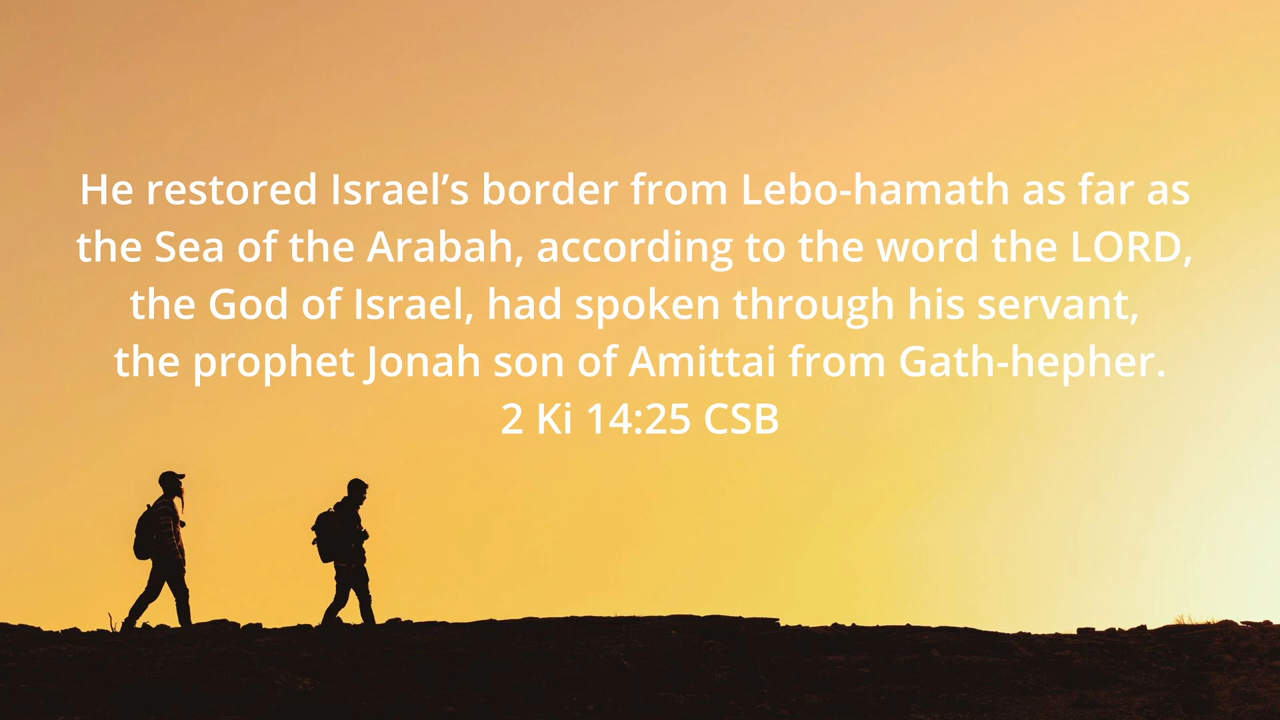 He restored Israel’s border from Lebo-hamath as far as
the Sea of the Arabah, according to the word the LORD,
the God of Israel, had spoken through his servant,
the prophet Jonah son of Amittai from Gath-hepher.
2 Ki 14:25 CSB